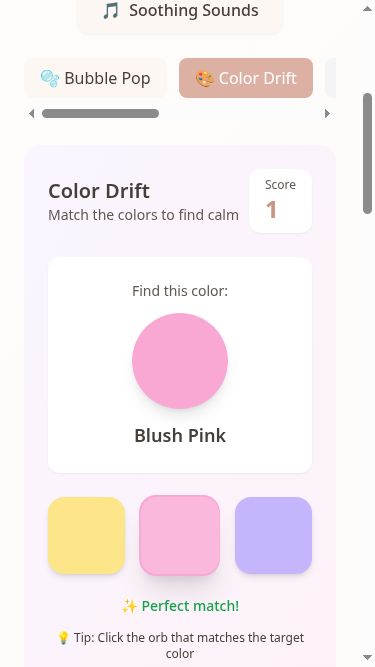 🎵 Soothing Sounds
🫧 Bubble Pop
🎨 Color Drift
Color Drift
Match the colors to find calm
Score
1
Find this color:
Blush Pink
✨ Perfect match!
💡 Tip: Click the orb that matches the target
color